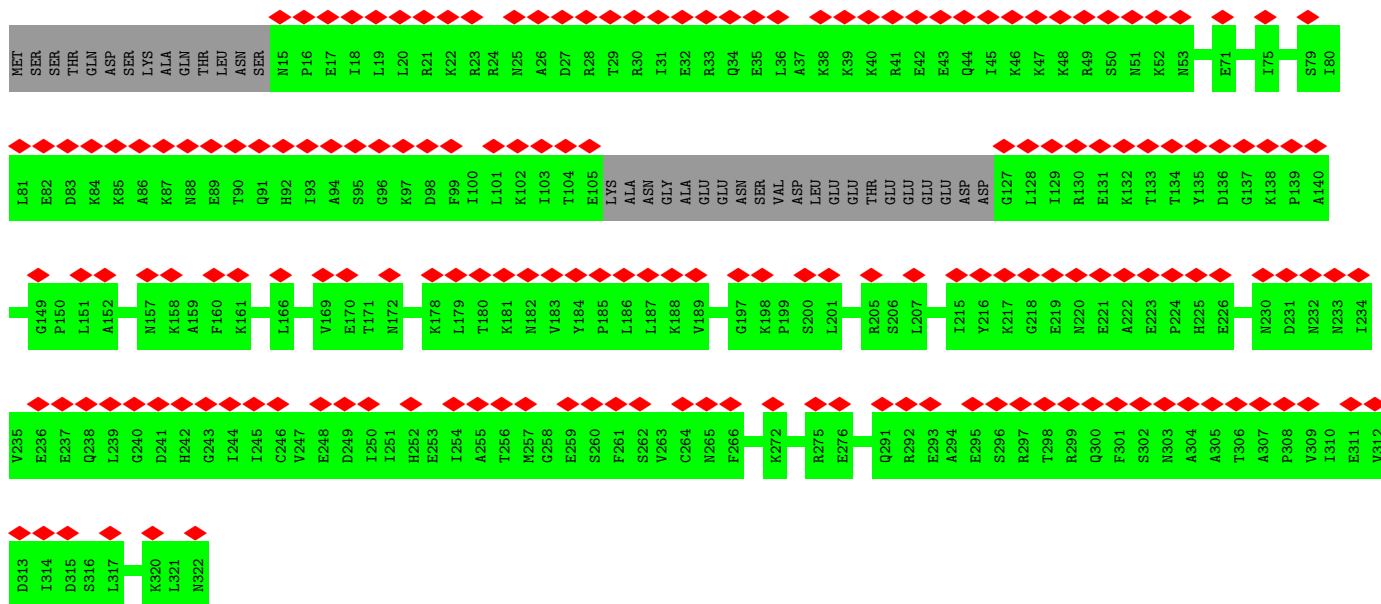 MET SER SER THR GLN ASP SER LYS ALA GLN THR LEU ASN SER N15 P16 E17 I18 L19 L20 R21 K22 R23 R24 N25 A26 D27 R28 T29 R30 I31 E32 R33 Q34 E35 L36 A37 K38 K39 K40 R41 E42 E43 Q44 I45 K46 K47 K48 R49 S50 N51 K52 N53 E71 I75 S79 I80
L81 E82 D83 K84 K85 A86 K87 N88 E89 T90 Q91 H92 I93 A94 S95 G96 K97 D98 F99 I100 L101 K102 I103 T104 E105 LYS ALA ASN GLY ALA GLU GLU ASN SER VAL ASP LEU GLU GLU THR GLU GLU GLU GLU ASP ASP G127 L128 I129 R130 E131 K132 T133 T134 Y135 D136 G137 K138 P139 A140
G149 P150 L151 A152 N157 K158 A159 F160 K161 L166 V169 E170 T171 N172 K178 L179 T180 K181 N182 V183 Y184 P185 L186 L187 K188 V189 G197 K198 P199 S200 L201 R205 S206 L207 I215 Y216 K217 G218 E219 N220 E221 A222 E223 P224 H225 E226 N230 D231 N232 N233 I234
V235 E236 E237 Q238 L239 G240 D241 H242 G243 I244 I245 C246 V247 E248 D249 I250 I251 H252 E253 I254 A255 T256 M257 G258 E259 S260 F261 S262 V263 C264 N265 F266 K272 R275 E276 Q291 R292 E293 A294 E295 S296 R297 T298 R299 Q300 F301 S302 N303 A304 A305 T306 A307 P308 V309 I310 E311 V312
D313 I314 D315 S316 L317 K320 L321 N322